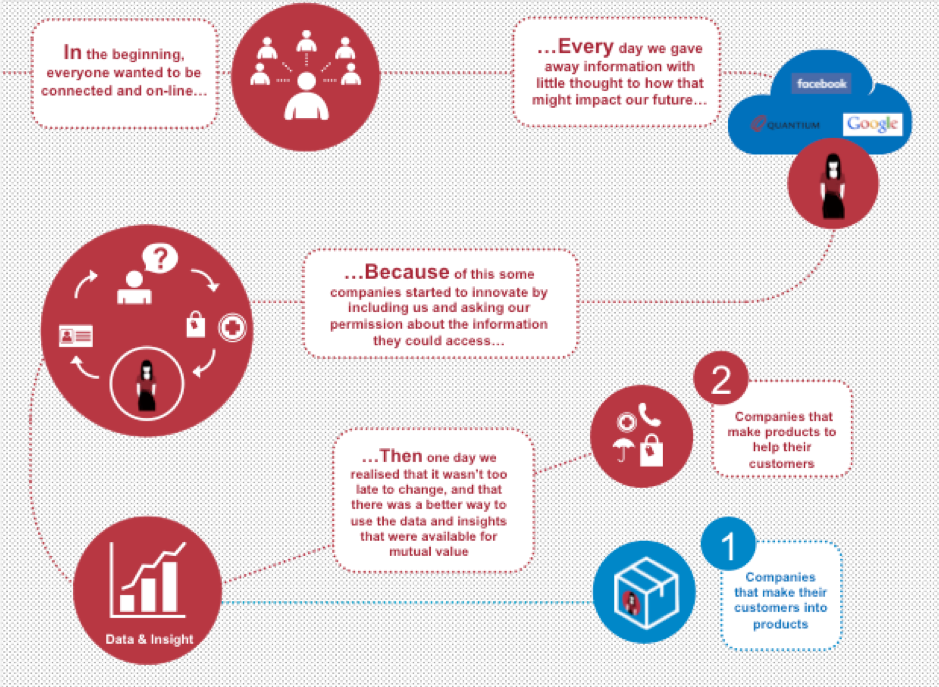 In the beginning,
everyone wanted to be
connected and on-line...
...Every day we gave
away information with
little thought to how that
might impact our future...
facebook
QUANTIUM
Google
?
...Because of this some
companies started to innovate by
including us and asking our
permission about the information
they could access...
...Then one day we
realised that it wasn't too
late to change, and that
there was a better way to
use the data and insights
that were available for
mutual value
2
Companies that
make products to
help their
customers
Data & Insight
1
Companies
that make their
customers into
products